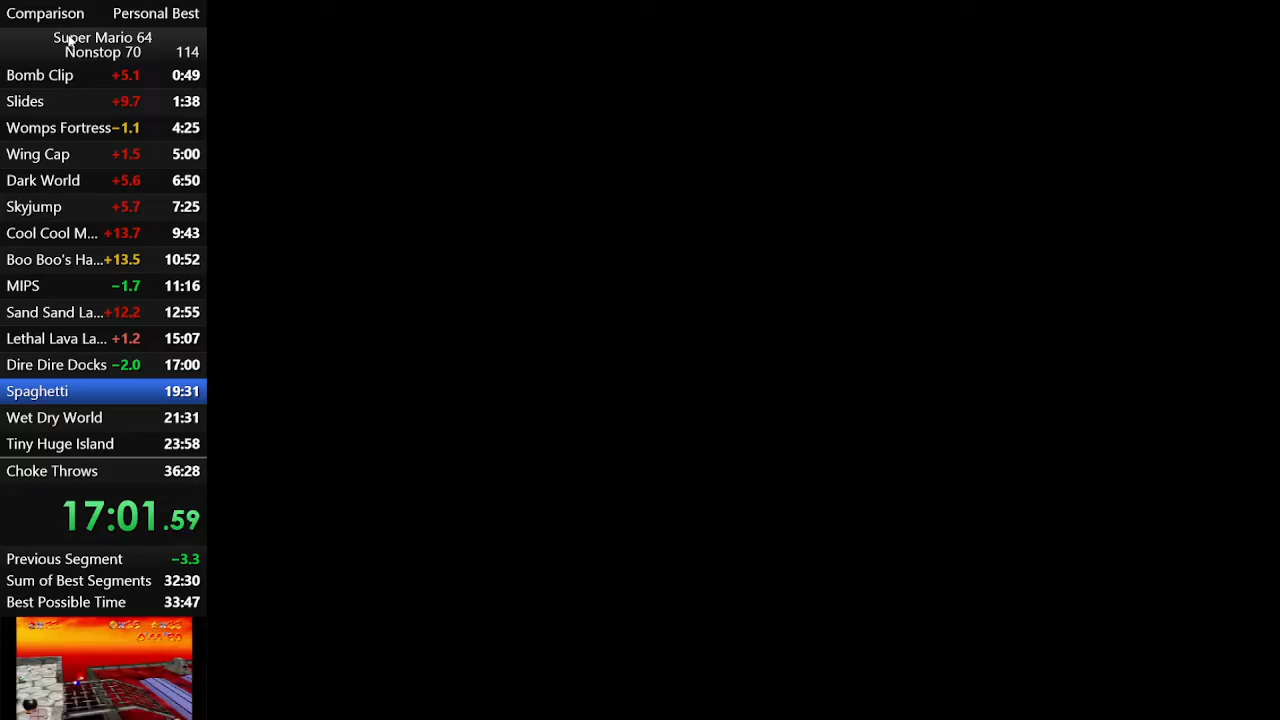 Comparison Personal Best
Super Mario 64
Nonstop 70 114
Bomb Clip +5.1 0:49
Slides +9.7 1:38
Womps Fortress −1.1 4:25
Wing Cap +1.5 5:00
Dark World +5.6 6:50
Skyjump +5.7 7:25
Cool Cool M... +13.7 9:43
Boo Boo's Ha... +13.5 10:52
MIPS −1.7 11:16
Sand Sand La... +12.2 12:55
Lethal Lava La... +1.2 15:07
Dire Dire Docks −2.0 17:00
Spaghetti 19:31
Wet Dry World 21:31
Tiny Huge Island 23:58
Choke Throws 36:28
17:01.59
Previous Segment −3.3
Sum of Best Segments 32:30
Best Possible Time 33:47